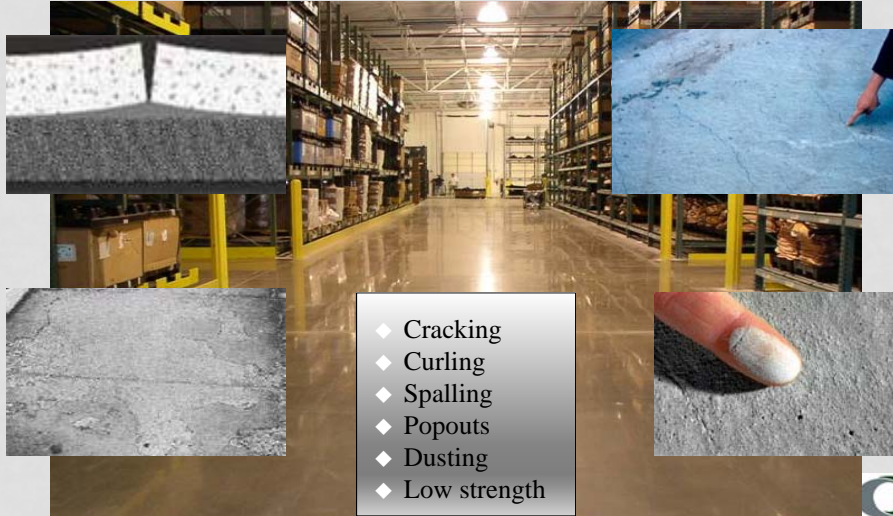 Cracking
Curling
Spalling
Popouts
Dusting
Low strength